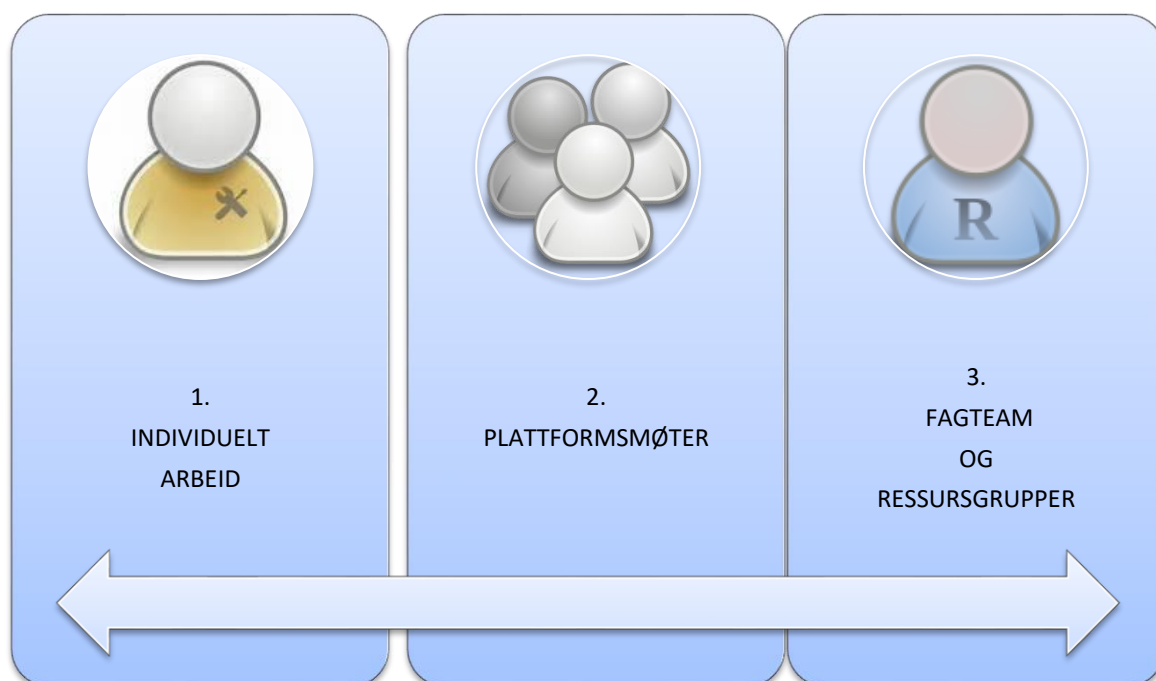 1.
INDIVIDUELT
ARBEID
2.
PLATTFORMSMØTER
R
3.
FAGTEAM
OG
RESSURSGRUPPER